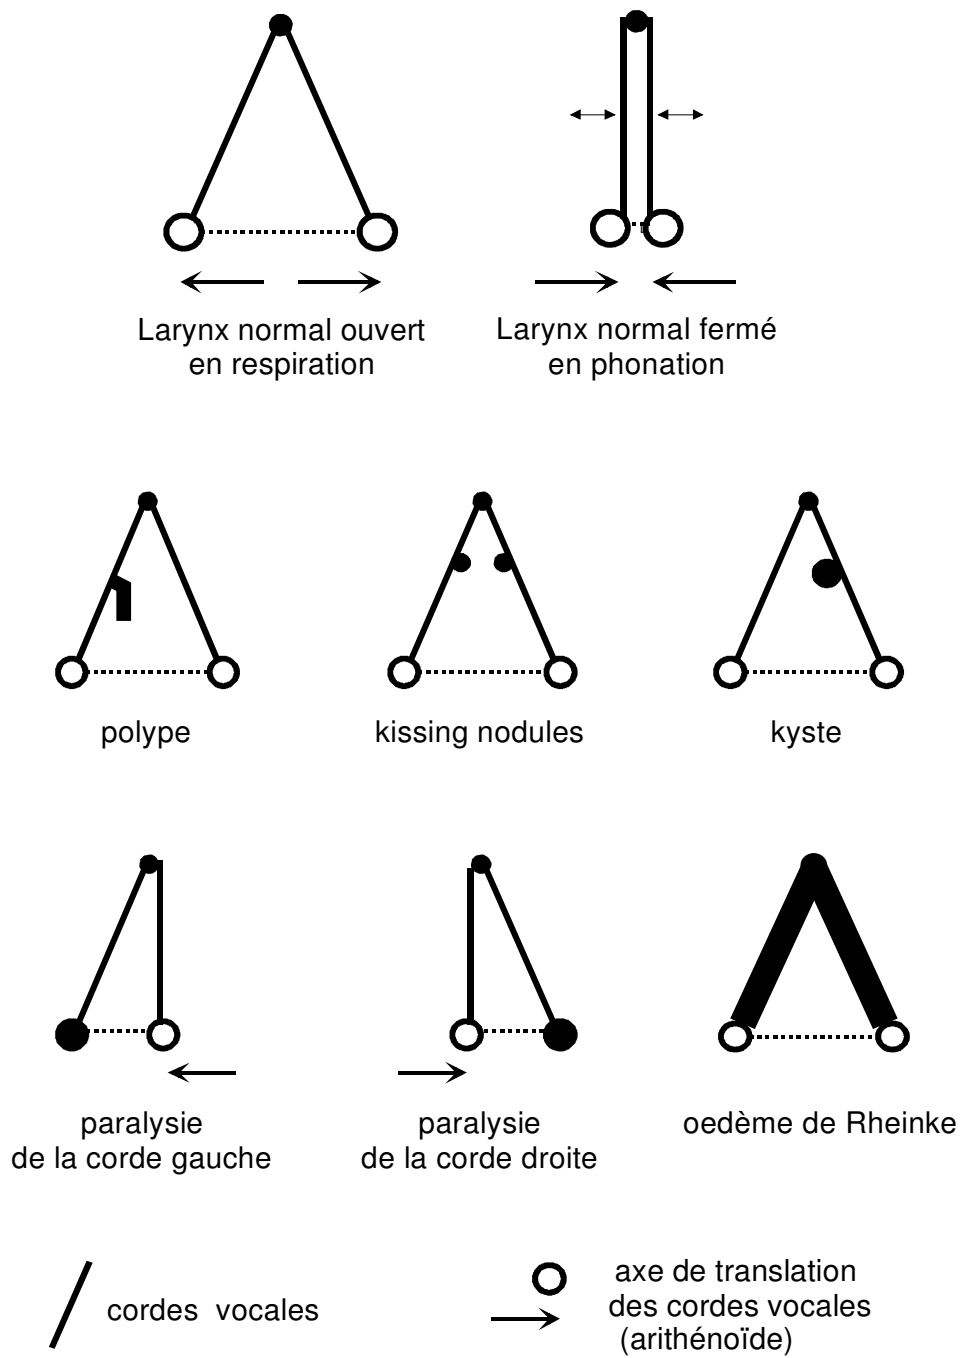 Larynx normal ouvert
en respiration
Larynx normal fermé
en phonation
polype
kissing nodules
kyste
paralysie
de la corde gauche
paralysie
de la corde droite
oedème de Rheinke
cordes vocales
axe de translation
des cordes vocales
(arithénoïde)